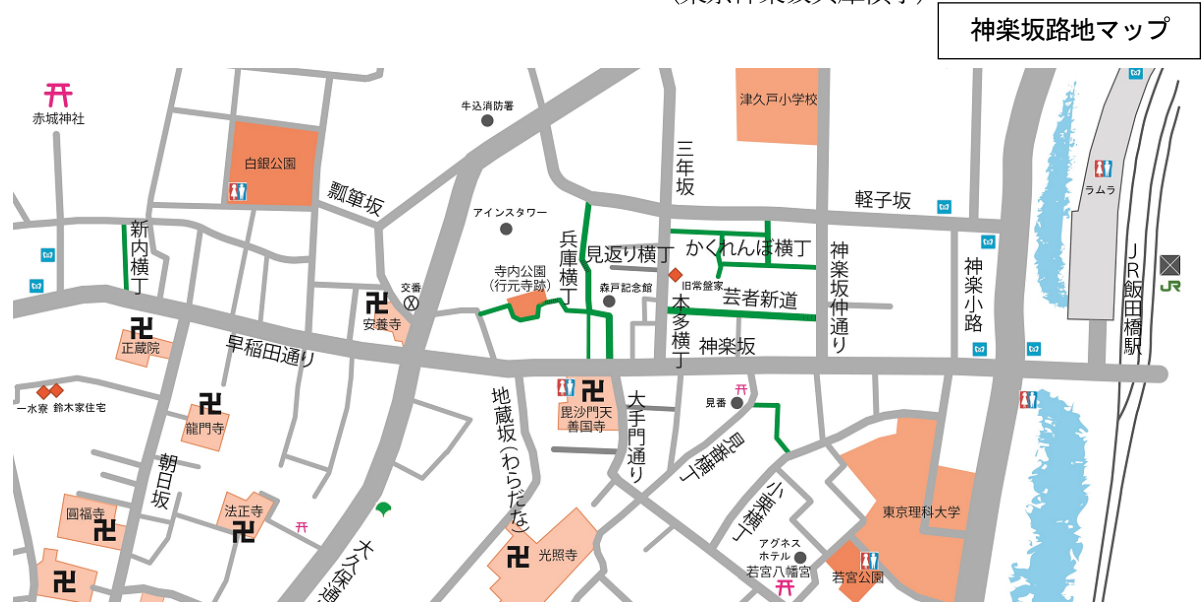 神楽坂路地マップ
赤城神社
白銀公園
牛込消防署
津久戸小学校
三年坂
軽子坂
ラムラ
瓢箪坂
アインスタワー
新内横丁
兵庫横丁
見返り横丁
かくれんぼ横丁
寺内公園
(行元寺跡)
森戸記念館
旧常盤家
芸者新道
本多横丁
神楽坂仲通り
神楽小路
JR飯田橋駅
JR
交番
安養寺
正蔵院
早稲田通り
神楽坂
一水寮
鈴木家住宅
龍門寺
地蔵坂(わらだな)
毘沙門天
善国寺
大手門通り
見番
見番横丁
小栗横丁
朝日坂
圓福寺
法正寺
大久保通
光照寺
アグネス
ホテル
若宮八幡宮
若宮公園
東京理科大学